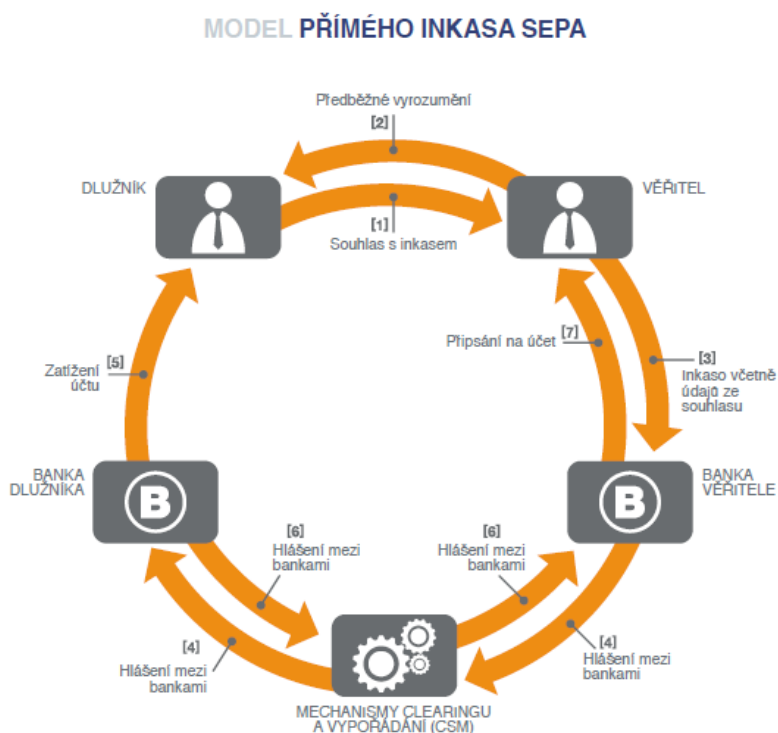 MODEL PŘÍMÉHO INKASA SEPA
Předběžné vyrozumění
[2]
DLUŽNÍK
VĚŘITEL
[1]
Souhlas s inkasem
[5]
Zatížení
účtu
Připsání na účet
[7]
[3]
Inkaso včetně
údajů ze
souhlasu
BANKA
DLUŽNÍKA
B
B
BANKA
VĚŘITELE
[6]
Hlášení mezi
bankami
[6]
Hlášení mezi
bankami
[4]
Hlášení mezi
bankami
[4]
Hlášení mezi
bankami
MECHANISMY CLEARINGU
A VYPOŘÁDÁNÍ (CSM)